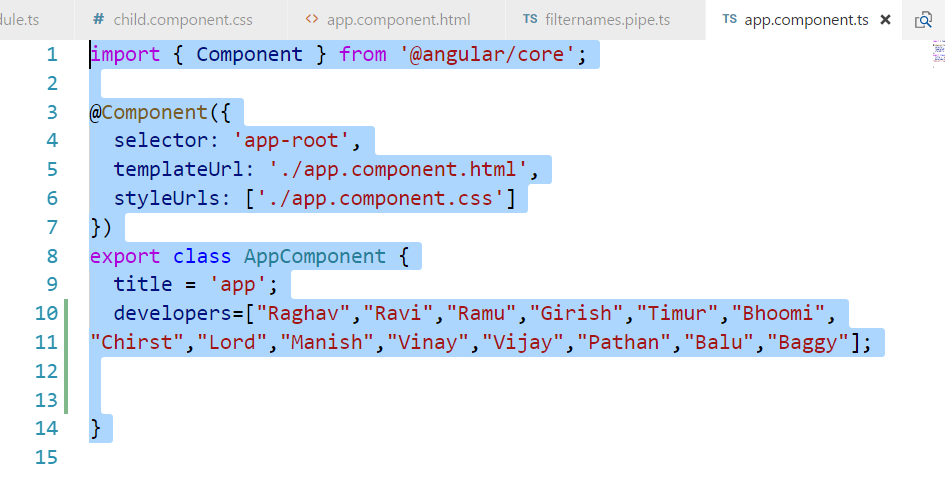 dule.ts # child.component.css <> app.component.html TS filternames.pipe.ts TS app.component.ts ×
1 import { Component } from '@angular/core';
2
3 @Component({
4 selector: 'app-root',
5 templateUrl: './app.component.html',
6 styleUrls: ['./app.component.css']
7 })
8 export class AppComponent {
9 title = 'app';
10 developers=["Raghav","Ravi","Ramu","Girish","Timur","Bhoomi",
11 "Chirst","Lord","Manish","Vinay","Vijay","Pathan","Balu","Baggy"];
12
13
14 }
15